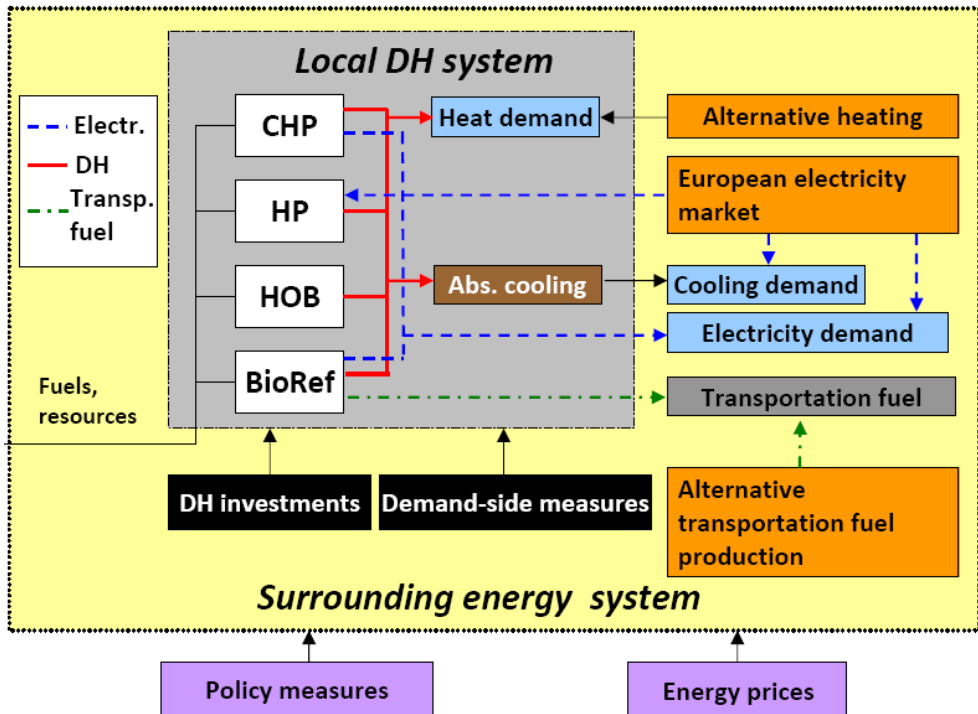 Local DH system
Electr.
DH
Transp.
fuel
CHP
HP
HOB
BioRef
Heat demand
Abs. cooling
Alternative heating
European electricity
market
Cooling demand
Electricity demand
Transportation fuel
Alternative
transportation fuel
production
Fuels,
resources
DH investments
Demand-side measures
Surrounding energy system
Policy measures
Energy prices